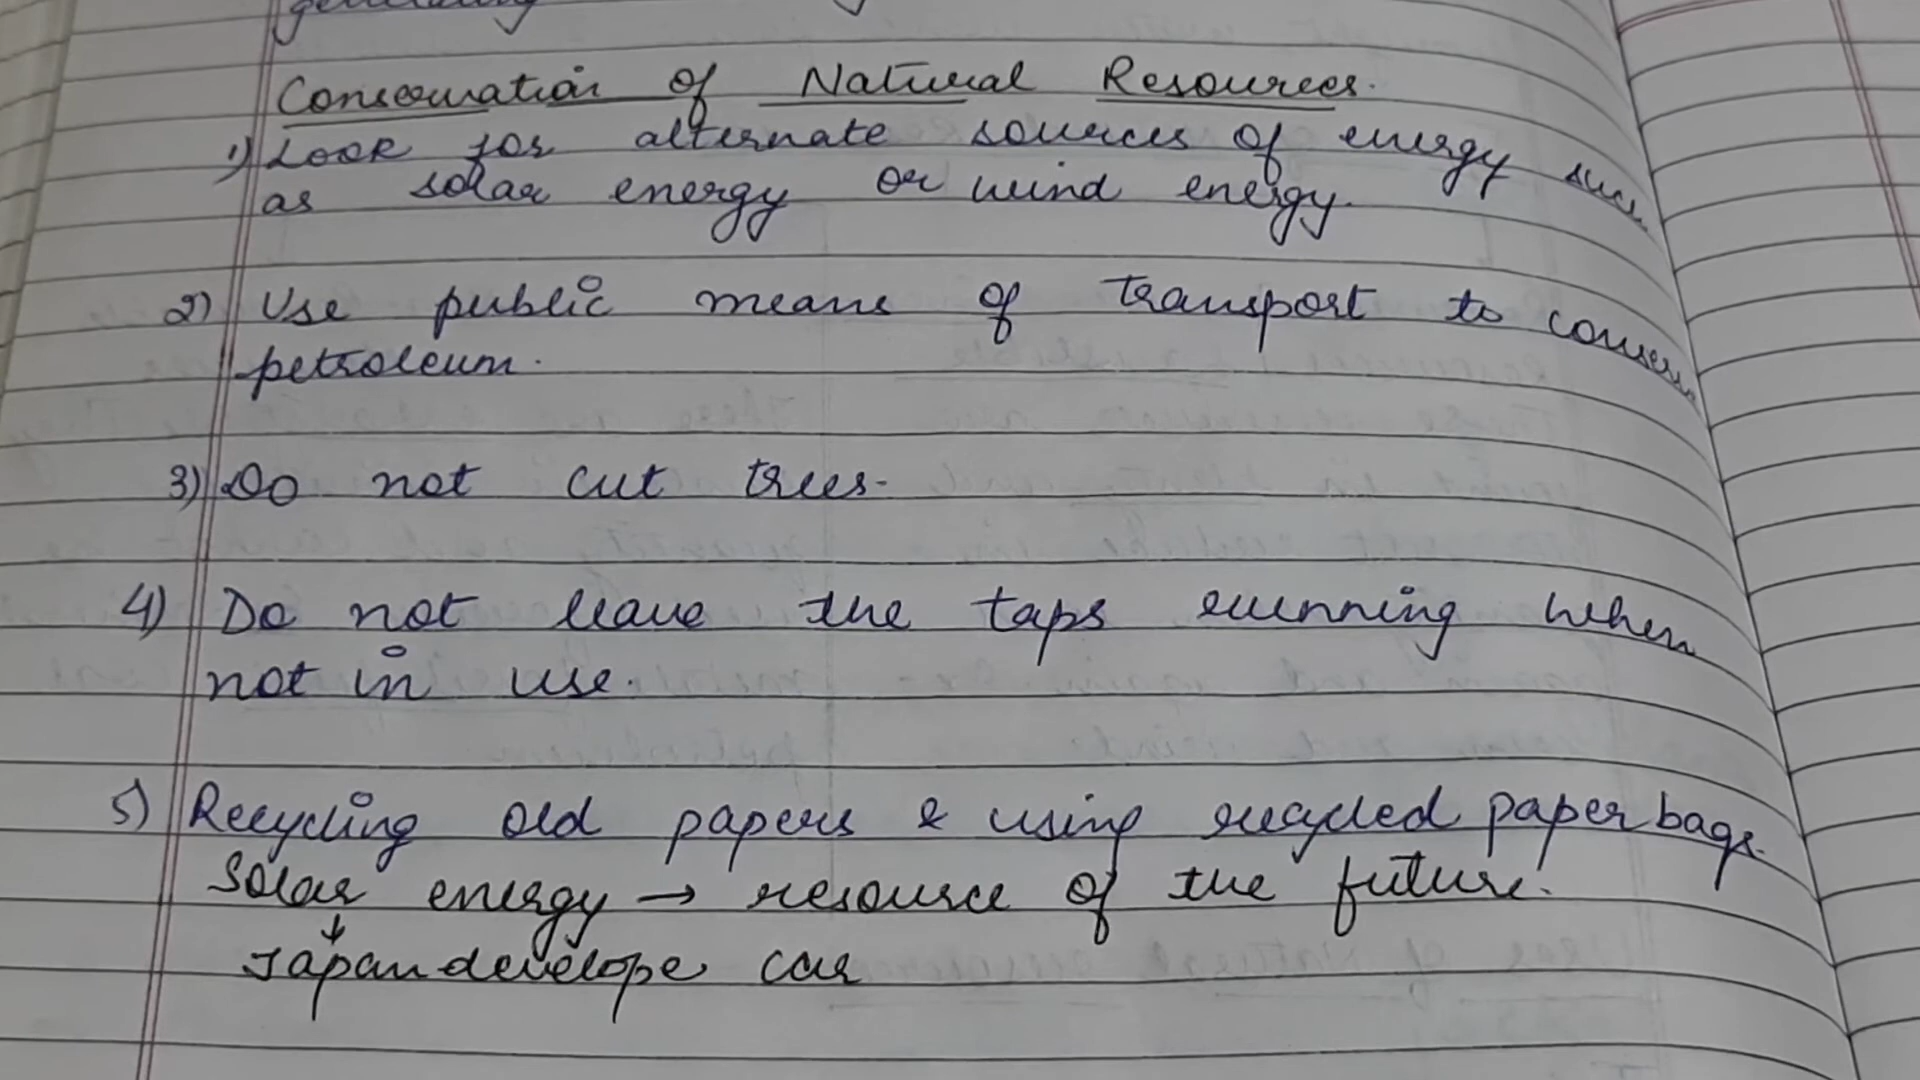 Conservation of Natural Resources.
1) Look for alternate sources of energy such
as solar energy or wind energy.
2) Use public means of transport to conserve
petroleum.
3) Do not cut trees.
4) Do not leave the taps running when
not in use.
5) Recycling old papers & using recycled paper bags.
Solar energy → resource of the future.
↓
Japan develope car